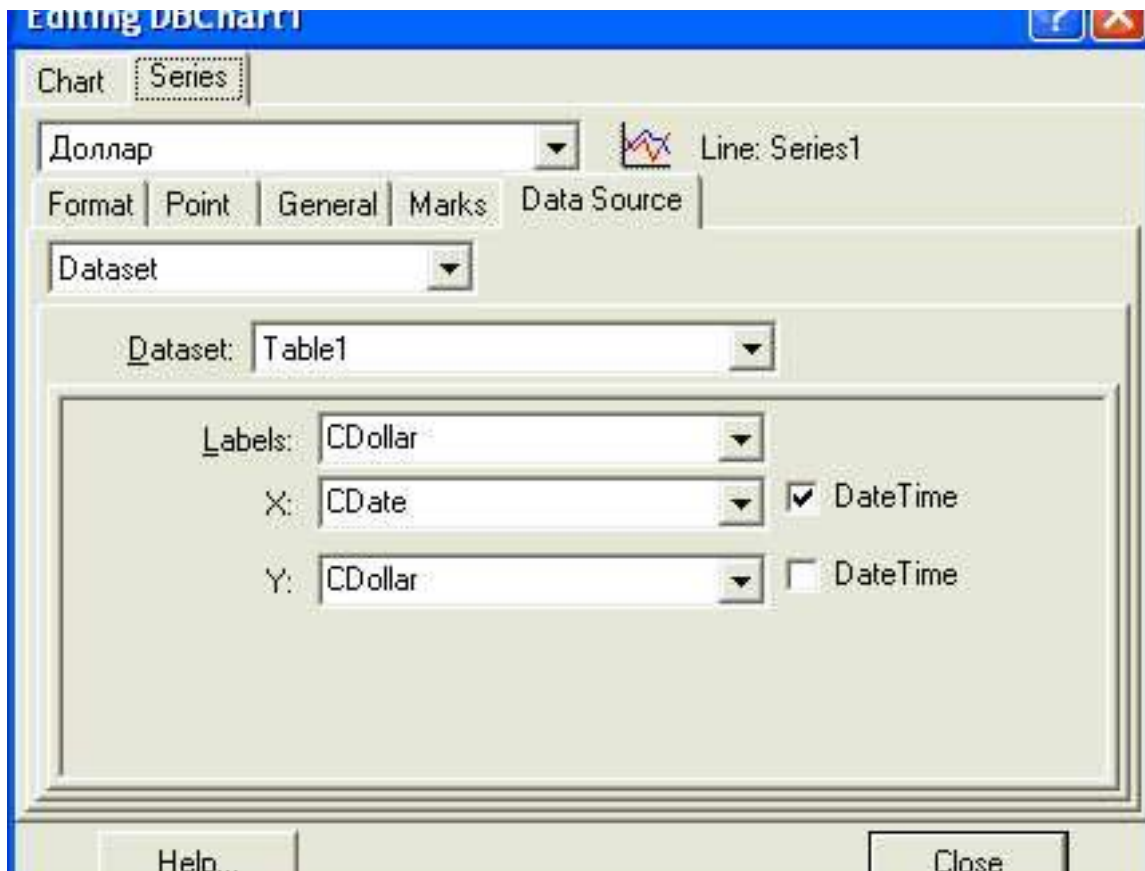 Editing DBChart1
Chart Series
Доллар Line: Series1
Format Point General Marks Data Source
Dataset
Dataset: Table1
Labels: CDollar
X: CDate DateTime
Y: CDollar DateTime
Help... Close